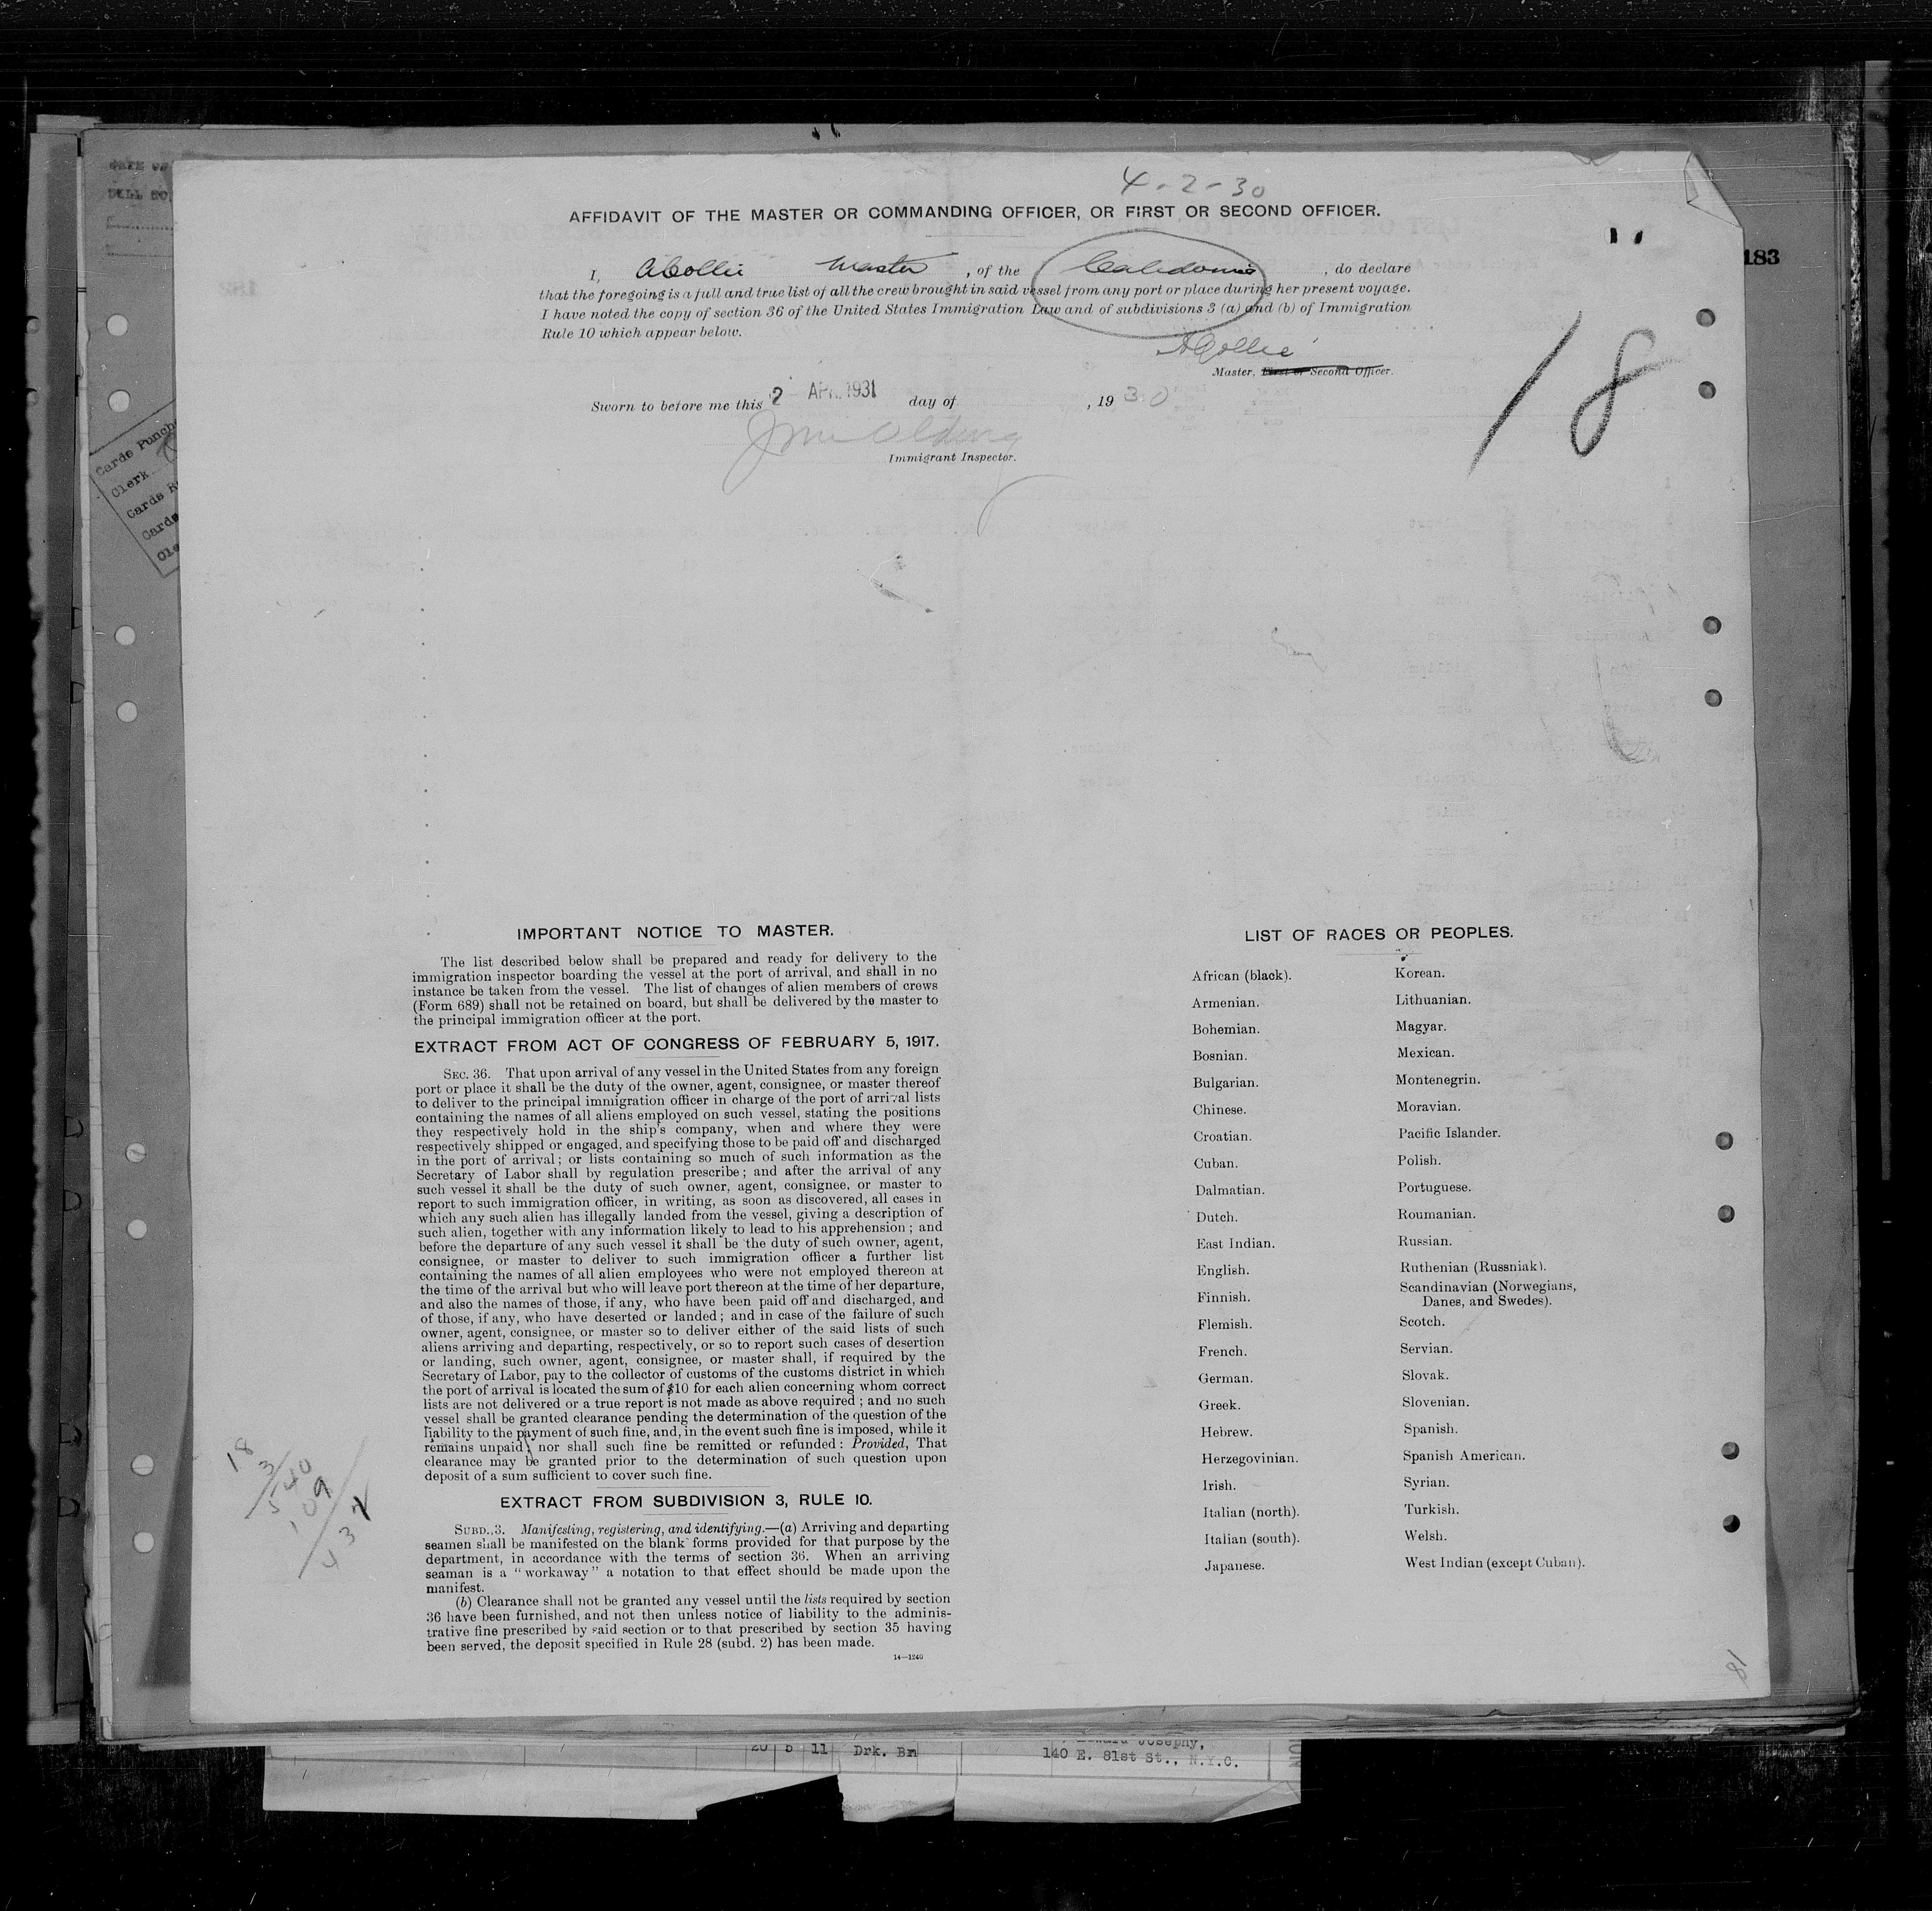 4-2-30
AFFIDAVIT OF THE MASTER OR COMMANDING OFFICER, OR FIRST OR SECOND OFFICER.
183
I, ACollie Master, of the Caledonia, do declare
that the foregoing is a full and true list of all the crew brought in said vessel from any port or place during her present voyage.
I have noted the copy of section 36 of the United States Immigration Law and of subdivisions 3 (a) and (b) of Immigration
Rule 10 which appear below.
ACollie
Master, First or Second Officer.
18
Sworn to before me this 2 APR. 1931 day of , 1930
Immigrant Inspector.
Cards Punch
Clerk
Cards
Cards
IMPORTANT NOTICE TO MASTER.
The list described below shall be prepared and ready for delivery to the
immigration inspector boarding the vessel at the port of arrival, and shall in no
instance be taken from the vessel. The list of changes of alien members of crews
(Form 689) shall not be retained on board, but shall be delivered by the master to
the principal immigration officer at the port.
EXTRACT FROM ACT OF CONGRESS OF FEBRUARY 5, 1917.
SEC. 36. That upon arrival of any vessel in the United States from any foreign
port or place it shall be the duty of the owner, agent, consignee, or master thereof
to deliver to the principal immigration officer in charge of the port of arrival lists
containing the names of all aliens employed on such vessel, stating the positions
they respectively hold in the ship's company, when and where they were
respectively shipped or engaged, and specifying those to be paid off and discharged
in the port of arrival; or lists containing so much of such information as the
Secretary of Labor shall by regulation prescribe; and after the arrival of any
such vessel it shall be the duty of such owner, agent, consignee, or master to
report to such immigration officer, in writing, as soon as discovered, all cases in
which any such alien has illegally landed from the vessel, giving a description of
such alien, together with any information likely to lead to his apprehension; and
before the departure of any such vessel it shall be the duty of such owner, agent,
consignee, or master to deliver to such immigration officer a further list
containing the names of all alien employees who were not employed thereon at
the time of the arrival but who will leave port thereon at the time of her departure,
and also the names of those, if any, who have been paid off and discharged, and
of those, if any, who have deserted or landed; and in case of the failure of such
owner, agent, consignee, or master so to deliver either of the said lists of such
aliens arriving and departing, respectively, or so to report such cases of desertion
or landing, such owner, agent, consignee, or master shall, if required by the
Secretary of Labor, pay to the collector of customs of the customs district in which
the port of arrival is located the sum of $10 for each alien concerning whom correct
lists are not delivered or a true report is not made as above required; and no such
vessel shall be granted clearance pending the determination of the question of the
liability to the payment of such fine, and, in the event such fine is imposed, while it
remains unpaid, nor shall such fine be remitted or refunded: Provided, That
clearance may be granted prior to the determination of such question upon
deposit of a sum sufficient to cover such fine.
EXTRACT FROM SUBDIVISION 3, RULE 10.
SUBD. 3. Manifesting, registering, and identifying.—(a) Arriving and departing
seamen shall be manifested on the blank forms provided for that purpose by the
department, in accordance with the terms of section 36. When an arriving
seaman is a "workaway" a notation to that effect should be made upon the
manifest.
(b) Clearance shall not be granted any vessel until the lists required by section
36 have been furnished, and not then unless notice of liability to the adminis-
trative fine prescribed by said section or to that prescribed by section 35 having
been served, the deposit specified in Rule 28 (subd. 2) has been made.
14—1240
18
3
540
109
43
LIST OF RACES OR PEOPLES.
African (black).
Armenian.
Bohemian.
Bosnian.
Bulgarian.
Chinese.
Croatian.
Cuban.
Dalmatian.
Dutch.
East Indian.
English.
Finnish.
Flemish.
French.
German.
Greek.
Hebrew.
Herzegovinian.
Irish.
Italian (north).
Italian (south).
Japanese.
Korean.
Lithuanian.
Magyar.
Mexican.
Montenegrin.
Moravian.
Pacific Islander.
Polish.
Portuguese.
Roumanian.
Russian.
Ruthenian (Russniak).
Scandinavian (Norwegians,
Danes, and Swedes).
Scotch.
Servian.
Slovak.
Slovenian.
Spanish.
Spanish American.
Syrian.
Turkish.
Welsh.
West Indian (except Cuban).
18
20 5 11 Drk. Bn
Josephy,
140 E. 81st St., N.Y.C.